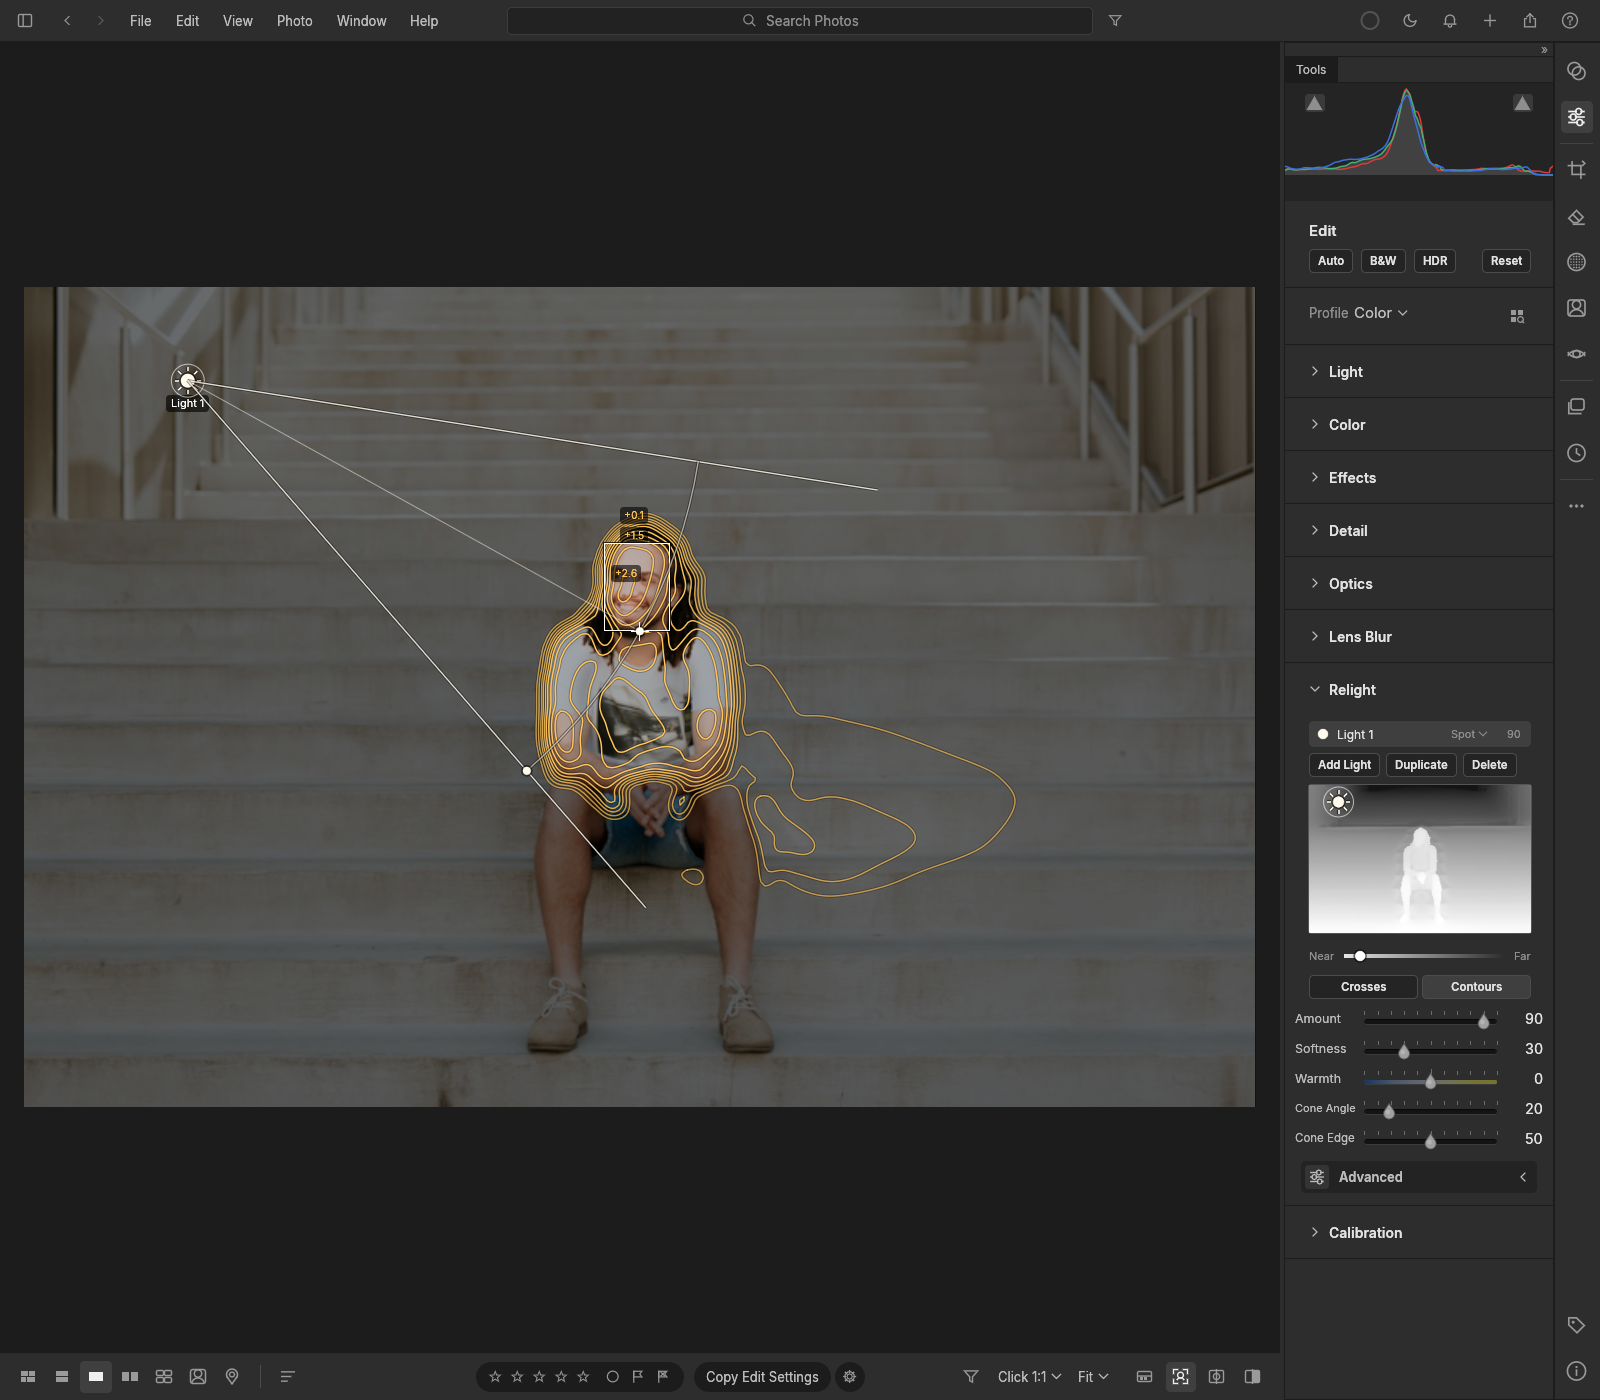 File Edit View Photo Window Help
Search Photos
Tools
Edit
Auto B&W HDR Reset
Profile Color
Light
Color
Effects
Detail
Optics
Lens Blur
Relight
Light 1 Spot 90
Add Light Duplicate Delete
Near Far
Crosses Contours
Amount 90
Softness 30
Warmth 0
Cone Angle 20
Cone Edge 50
Advanced
Calibration
Light 1
+0.1
+1.5
+2.6
Copy Edit Settings
Click 1:1 Fit